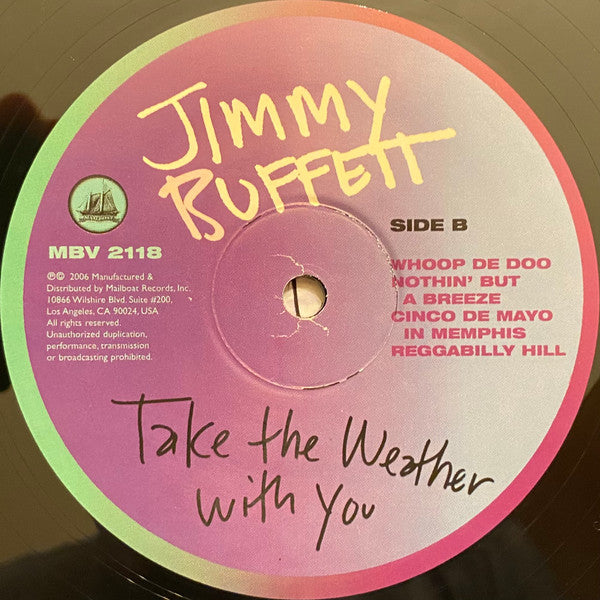 JIMMY
BUFFETT
SIDE B
MBV 2118
℗© 2006 Manufactured &
Distributed by Mailboat Records, Inc.
10866 Wilshire Blvd. Suite #200,
Los Angeles, CA 90024, USA
All rights reserved.
Unauthorized duplication,
performance, transmission
or broadcasting prohibited.
WHOOP DE DOO
NOTHIN' BUT
A BREEZE
CINCO DE MAYO
IN MEMPHIS
REGGABILLY HILL
Take the Weather
with You